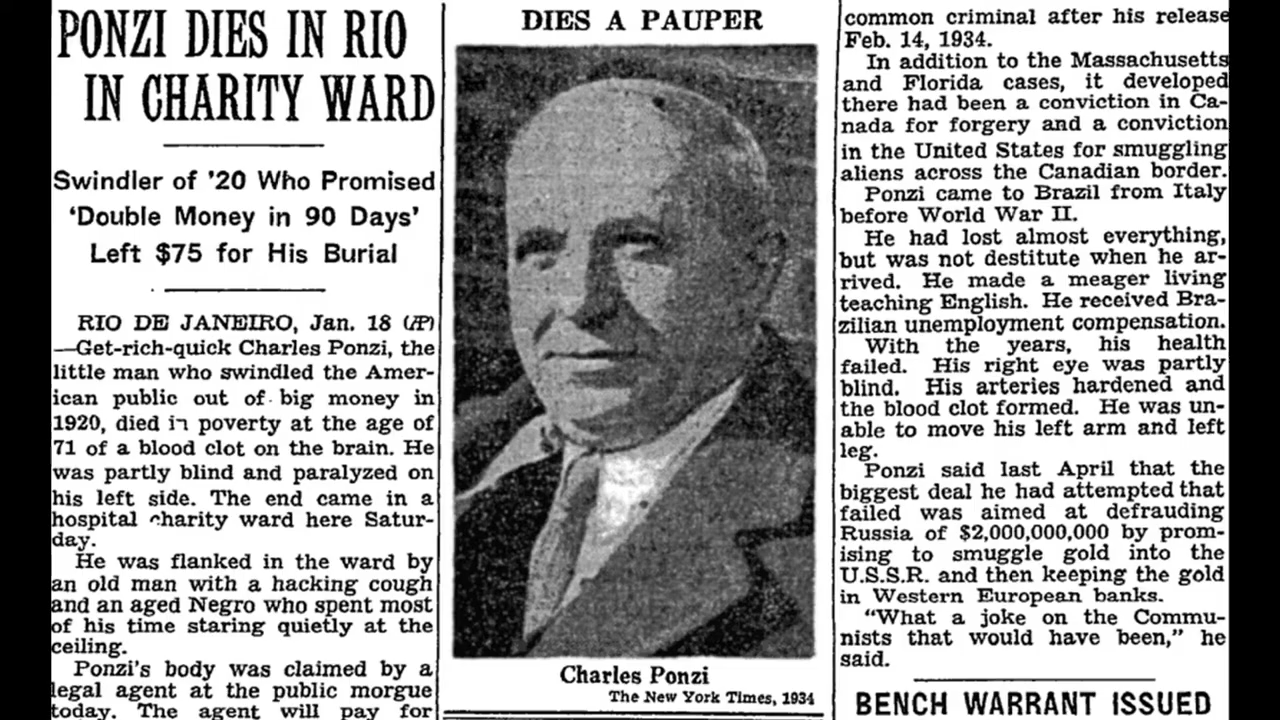 PONZI DIES IN RIO
IN CHARITY WARD
Swindler of '20 Who Promised
'Double Money in 90 Days'
Left $75 for His Burial
RIO DE JANEIRO, Jan. 18 (AP)
—Get-rich-quick Charles Ponzi, the
little man who swindled the Amer-
ican public out of big money in
1920, died in poverty at the age of
71 of a blood clot on the brain. He
was partly blind and paralyzed on
his left side. The end came in a
hospital charity ward here Satur-
day.
He was flanked in the ward by
an old man with a hacking cough
and an aged Negro who spent most
of his time staring quietly at the
ceiling.
Ponzi's body was claimed by a
legal agent at the public morgue
today. The agent will pay for
DIES A PAUPER
Charles Ponzi
The New York Times, 1934
common criminal after his release
Feb. 14, 1934.
In addition to the Massachusetts
and Florida cases, it developed
there had been a conviction in Ca-
nada for forgery and a conviction
in the United States for smuggling
aliens across the Canadian border.
Ponzi came to Brazil from Italy
before World War II.
He had lost almost everything,
but was not destitute when he ar-
rived. He made a meager living
teaching English. He received Bra-
zilian unemployment compensation.
With the years, his health
failed. His right eye was partly
blind. His arteries hardened and
the blood clot formed. He was un-
able to move his left arm and left
leg.
Ponzi said last April that the
biggest deal he had attempted that
failed was aimed at defrauding
Russia of $2,000,000,000 by prom-
ising to smuggle gold into the
U.S.S.R. and then keeping the gold
in Western European banks.
"What a joke on the Commu-
nists that would have been," he
said.
BENCH WARRANT ISSUED